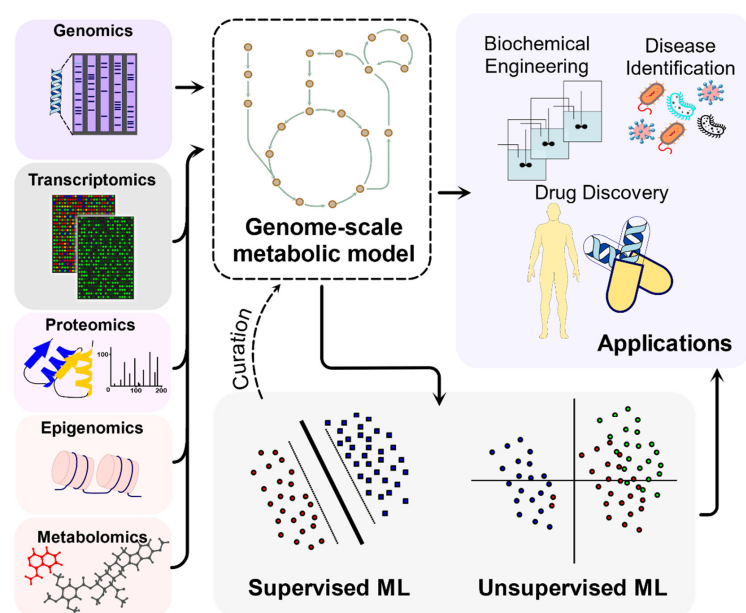 Genomics
Transcriptomics
Proteomics
100
0
100
200
Epigenomics
Metabolomics
Genome-scale
metabolic model
Curation
Supervised ML
Unsupervised ML
Biochemical
Engineering
Disease
Identification
Drug Discovery
Applications